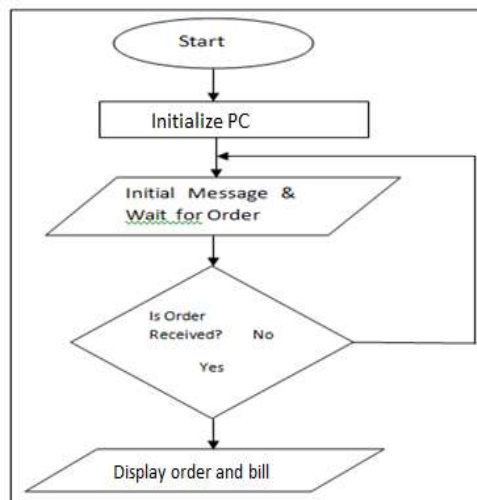 Start
Initialize PC
Initial Message &
Wait for Order
Is Order
Received? No
Yes
Display order and bill